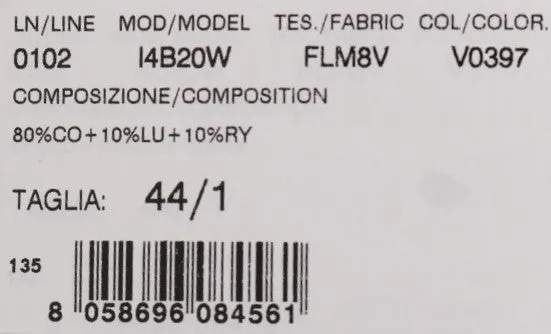 LN/LINE MOD/MODEL TES./FABRIC COL/COLOR.
0102 I4B20W FLM8V V0397
COMPOSIZIONE/COMPOSITION
80%CO+10%LU+10%RY
TAGLIA: 44/1
135
8 058696 084561